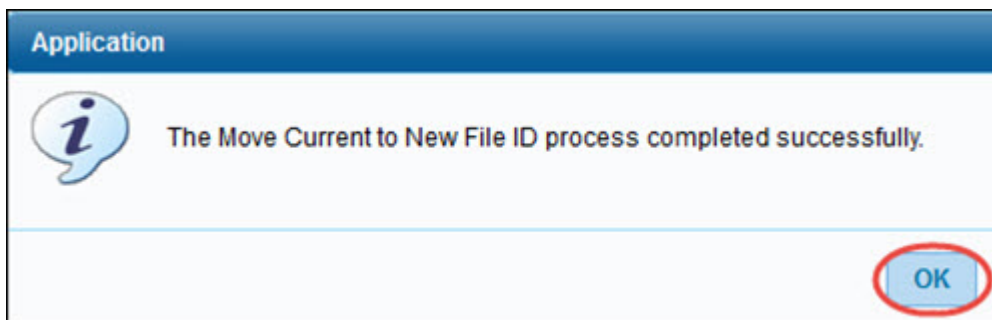 Application
The Move Current to New File ID process completed successfully.
OK